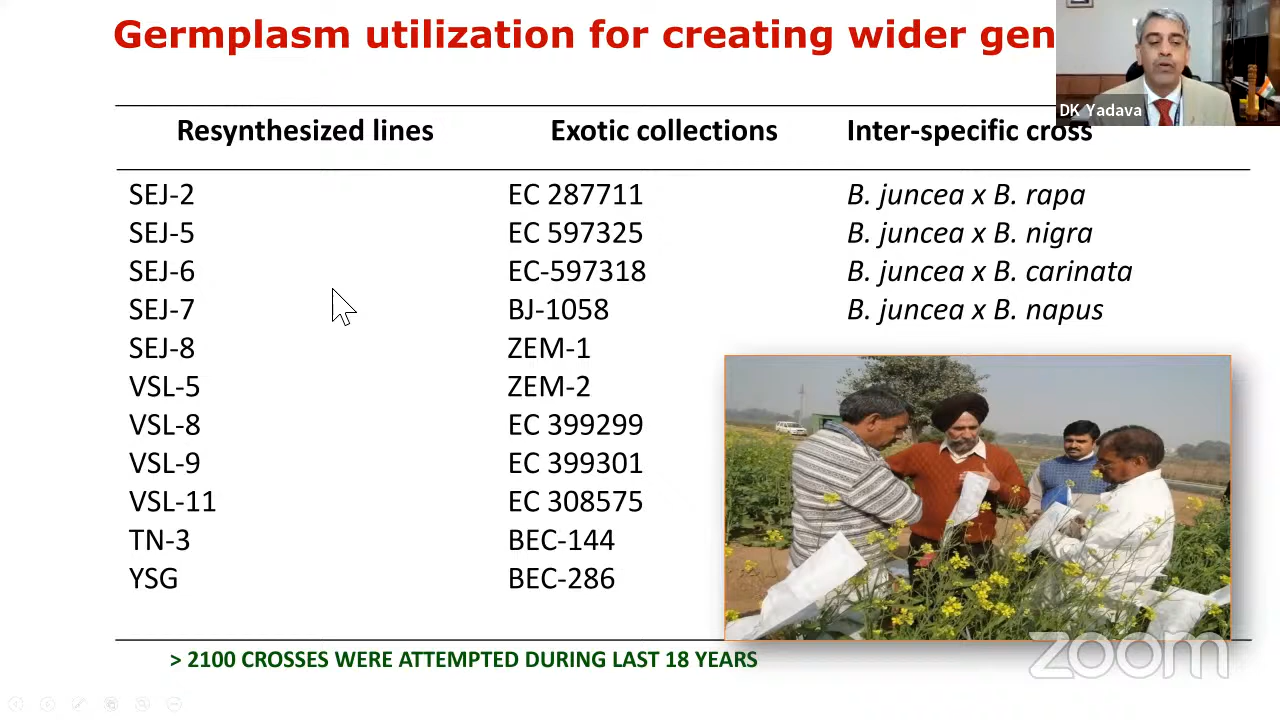 Germplasm utilization for creating wider gen
DK Yadava
Resynthesized lines Exotic collections Inter-specific cross
SEJ-2 EC 287711 B. juncea x B. rapa
SEJ-5 EC 597325 B. juncea x B. nigra
SEJ-6 EC-597318 B. juncea x B. carinata
SEJ-7 BJ-1058 B. juncea x B. napus
SEJ-8 ZEM-1
VSL-5 ZEM-2
VSL-8 EC 399299
VSL-9 EC 399301
VSL-11 EC 308575
TN-3 BEC-144
YSG BEC-286
> 2100 CROSSES WERE ATTEMPTED DURING LAST 18 YEARS
zoom